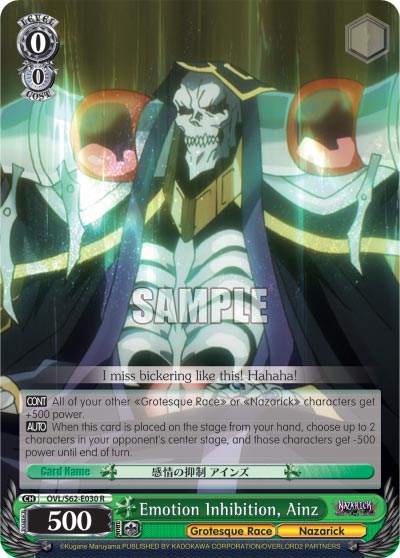 LEVEL
0
0
COST
SAMPLE
I miss bickering like this! Hahaha!
CONT All of your other «Grotesque Race» or «Nazarick» characters get
+500 power.
AUTO When this card is placed on the stage from your hand, choose up to 2
characters in your opponent's center stage, and those characters get -500
power until end of turn.
Card Name 感情の抑制 アインズ
CH OVL/S62-E030 R
500
Emotion Inhibition, Ainz
NAZARICK
Grotesque Race Nazarick
©Kugane Maruyama,PUBLISHED BY KADOKAWA CORPORATION/OVERLORD2 PARTNERS